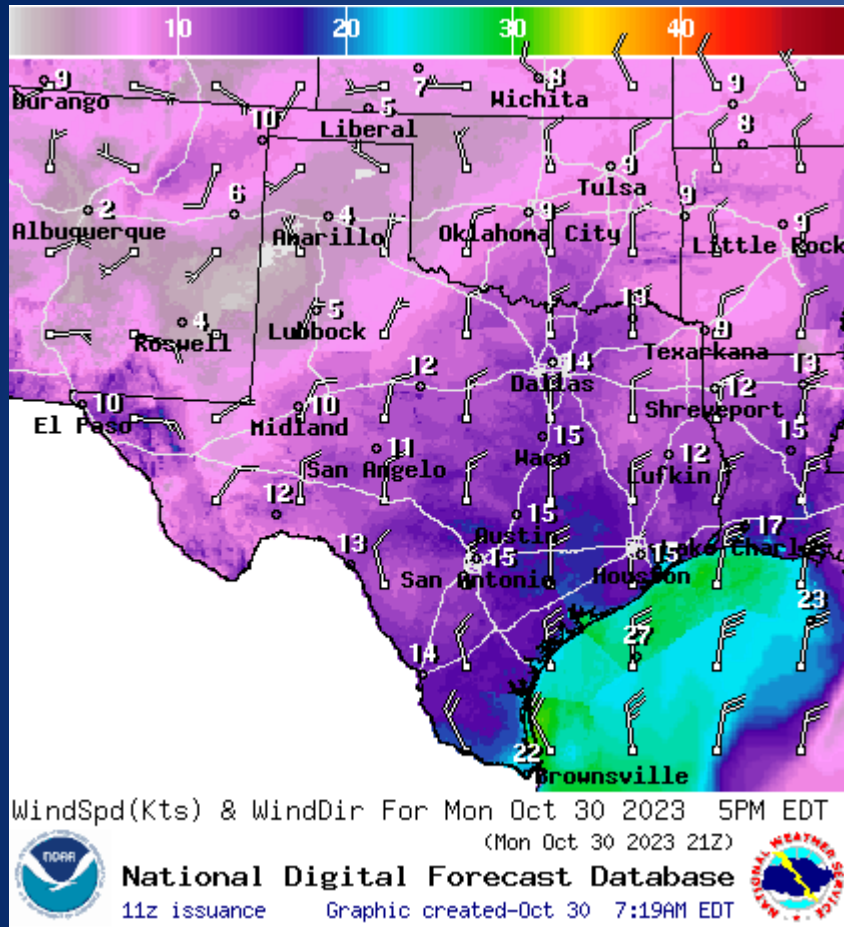 10 20 30 40
9 7 8 9
Durango Wichita
5
Liberal
10 8
9
Tulsa
2 6 4 9 9 9
Albuquerque Amarillo Oklahoma City Little Rock
4 5
Roswell Lubbock
9
Texarkana
14
Dallas
12 12 13
10 10 Shreveport
El Paso Midland
11 15 12 15
San Angelo Waco Lufkin
12 15 17
Austin Lake Charles
13 15 15
San Antonio Houston
23
27
14
22
Brownsville
WindSpd(Kts) & WindDir For Mon Oct 30 2023 5PM EDT
(Mon Oct 30 2023 21Z)
NOAA
NATIONAL WEATHER SERVICE
National Digital Forecast Database
11z issuance Graphic created-Oct 30 7:19AM EDT